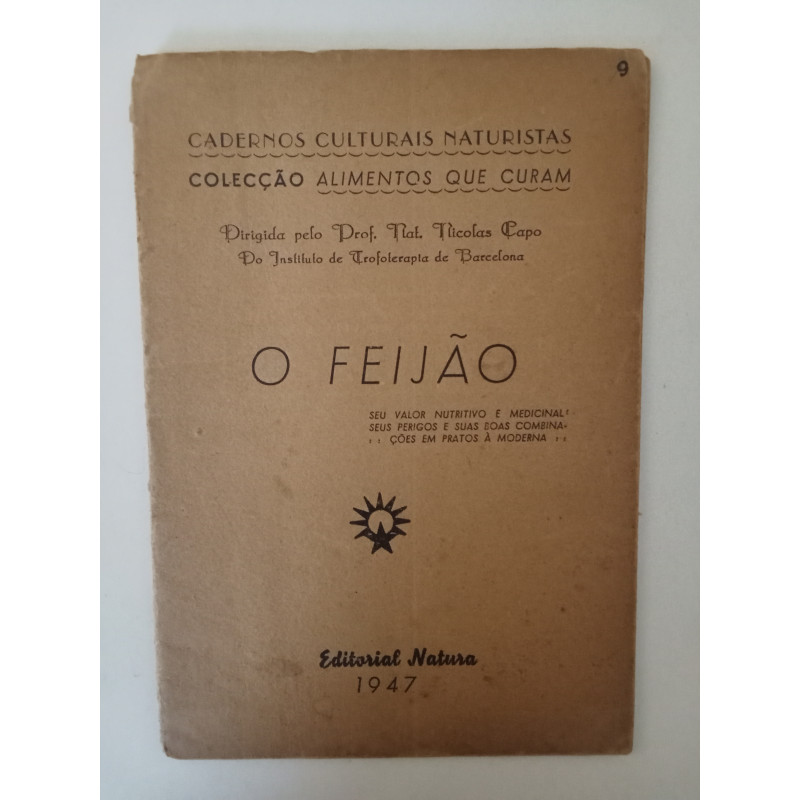 9
CADERNOS CULTURAIS NATURISTAS
COLECÇÃO ALIMENTOS QUE CURAM
Dirigida pelo Prof. Nat. Nicolas Capo
Do Instituto de Trofoterapia de Barcelona
O FEIJÃO
SEU VALOR NUTRITIVO E MEDICINAL:
SEUS PERIGOS E SUAS BOAS COMBINA-
: : ÇÕES EM PRATOS À MODERNA : :
Editorial Natura
1947